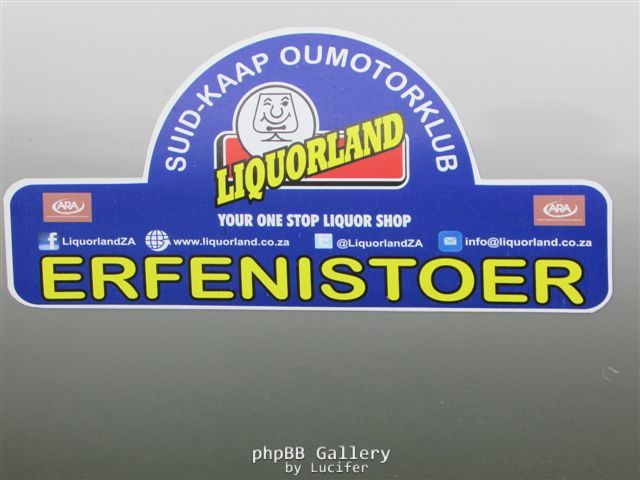 SUID-KAAP OUMOTORKLUB
LIQUORLAND
YOUR ONE STOP LIQUOR SHOP
ARA ARA
f LiquorlandZA www.liquorland.co.za @LiquorlandZA info@liquorland.co.za
ERFENISTOER
phpBB Gallery
by Lucifer